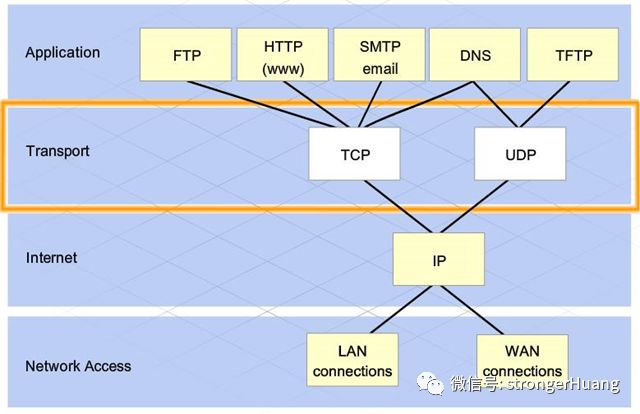 Application
FTP
HTTP
(www)
SMTP
email
DNS
TFTP
Transport
TCP
UDP
Internet
IP
Network Access
LAN
connections
WAN
connections
微信号: strongerHuang